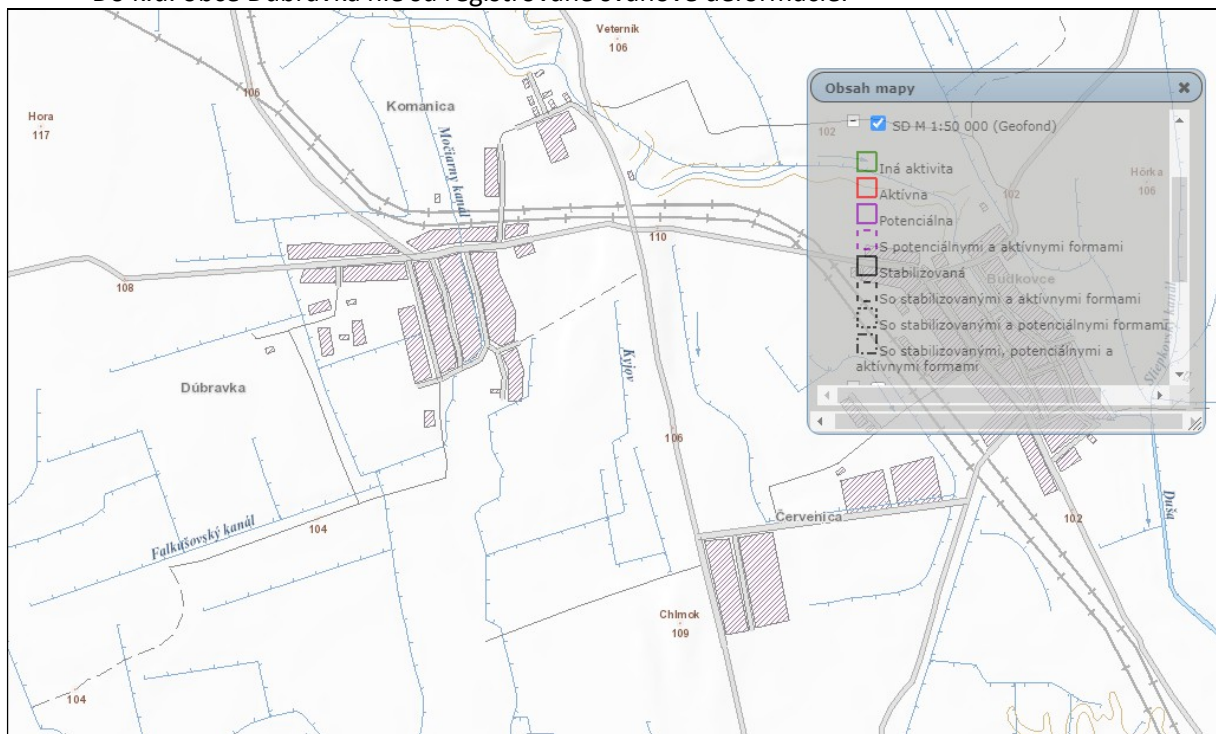 Do k.ú. obce Dúbravka nie sú registrované svahové deformácie.
Veterník
106
Obsah mapy
SD M 1:50 000 (Geofond)
102
Iná aktivita
Aktívna
Potenciálna
S potenciálnymi a aktívnymi formami
Stabilizovaná
So stabilizovanými a aktívnymi formami
So stabilizovanými a potenciálnymi formami
So stabilizovanými, potenciálnymi a
aktívnymi formami
106
Komanica
Hora
117
Močiarny kanál
Hôrka
106
102
110
108
Budkovce
Sliepkovský kanál
Kyjov
Dúbravka
106
Duša
Falkušovský kanál
104
Červenica
102
Chlmok
109
104